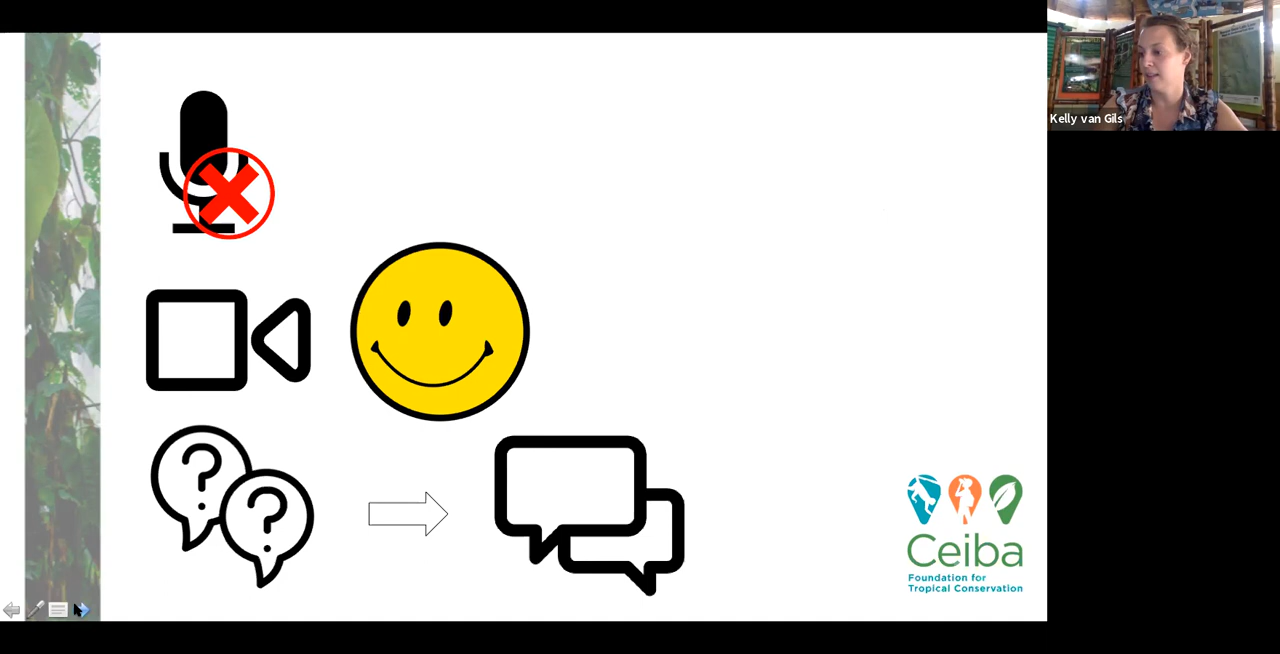 Kelly van Gils
?
?
Ceiba
Foundation for
Tropical Conservation